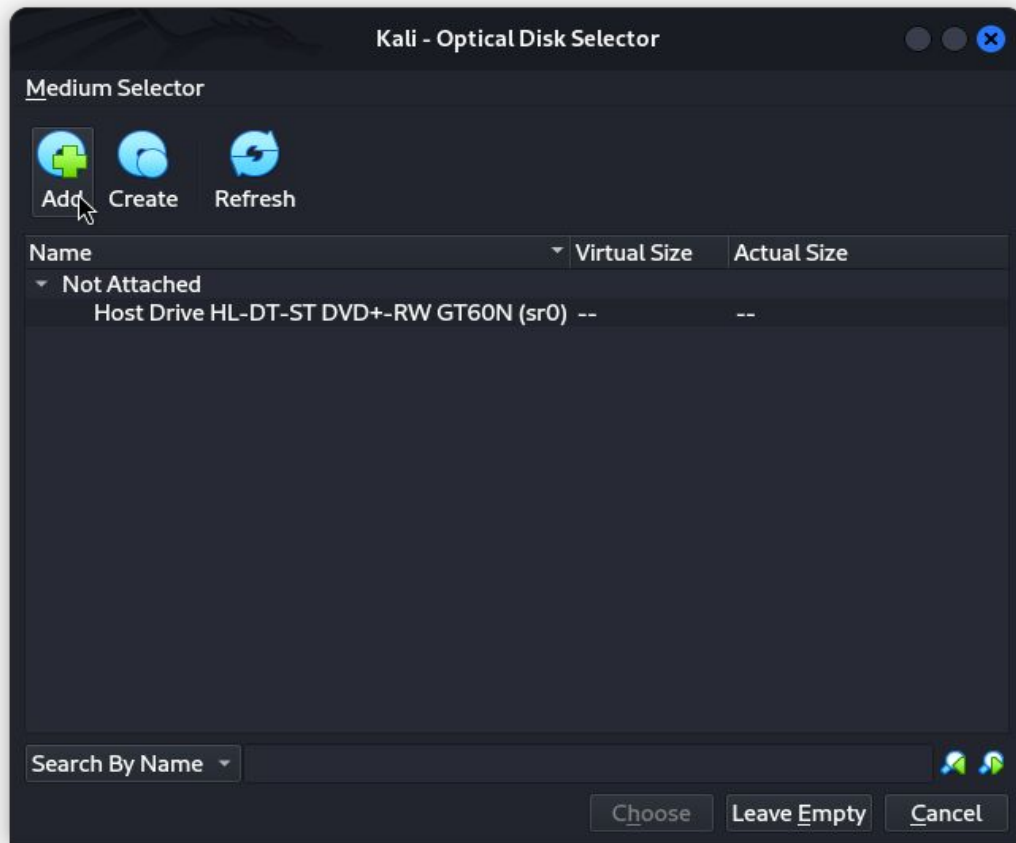 Kali - Optical Disk Selector
Medium Selector
Add Create Refresh
Name Virtual Size Actual Size
Not Attached
Host Drive HL-DT-ST DVD+-RW GT60N (sr0) -- --
Search By Name
Choose Leave Empty Cancel